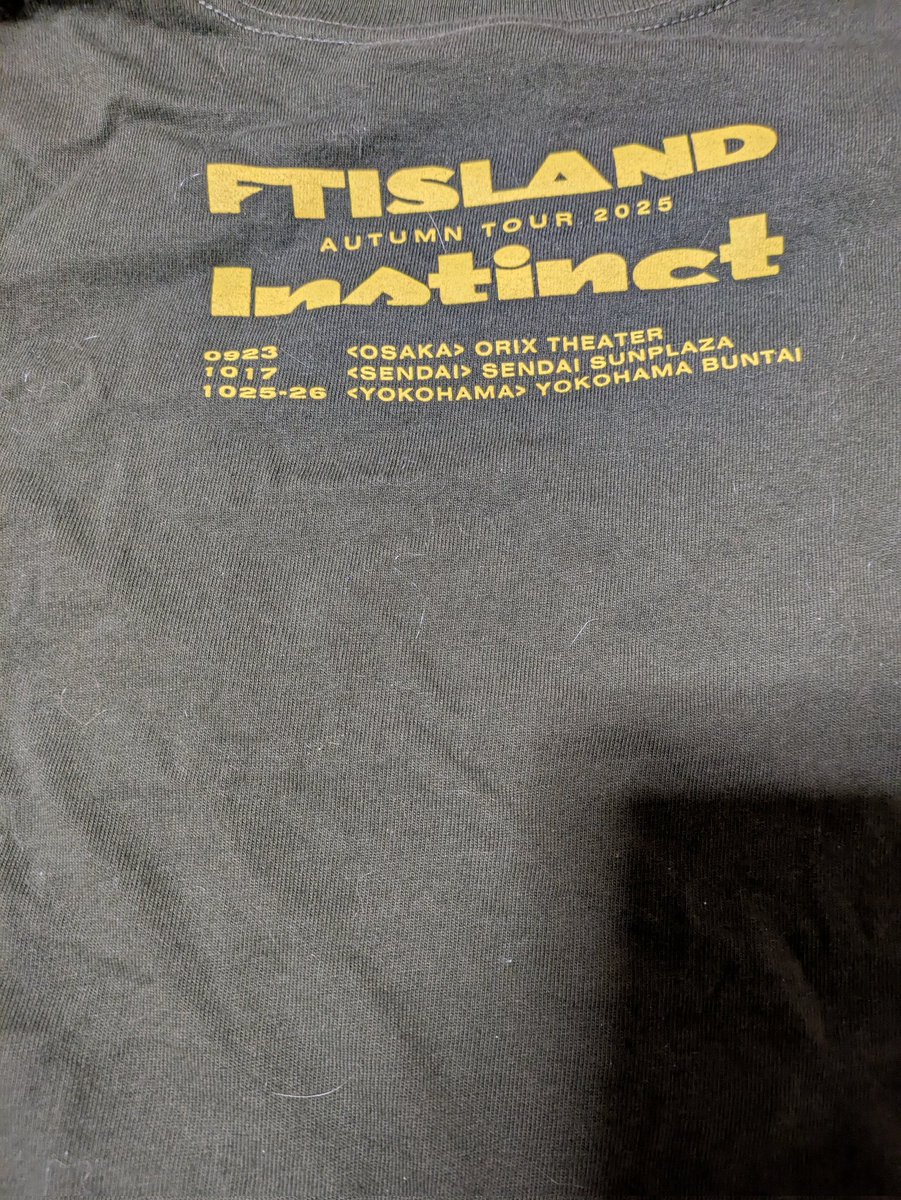 FTISLAND
AUTUMN TOUR 2025
Instinct
0923 <OSAKA> ORIX THEATER
1017 <SENDAI> SENDAI SUNPLAZA
1025-26 <YOKOHAMA> YOKOHAMA BUNTAI